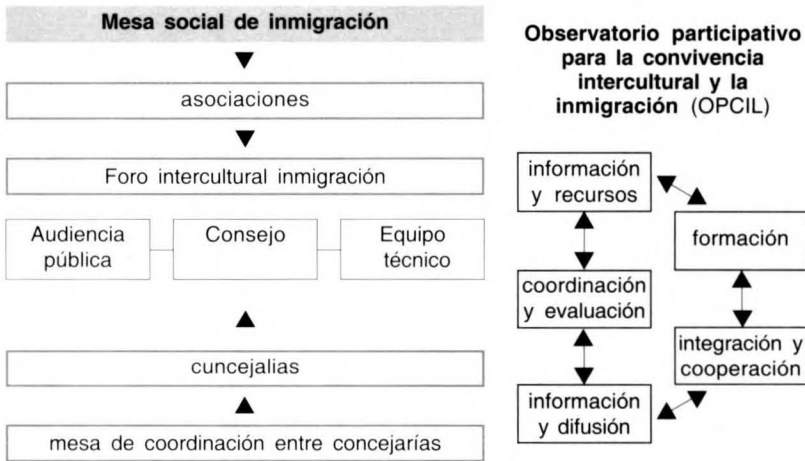 Mesa social de inmigración
asociaciones
Foro intercultural inmigración
Audiencia
pública
Consejo
Equipo
técnico
cuncejalias
mesa de coordinación entre concejarías
Observatorio participativo
para la convivencia
intercultural y la
inmigración (OPCIL)
información
y recursos
formación
coordinación
y evaluación
integración y
cooperación
información
y difusión